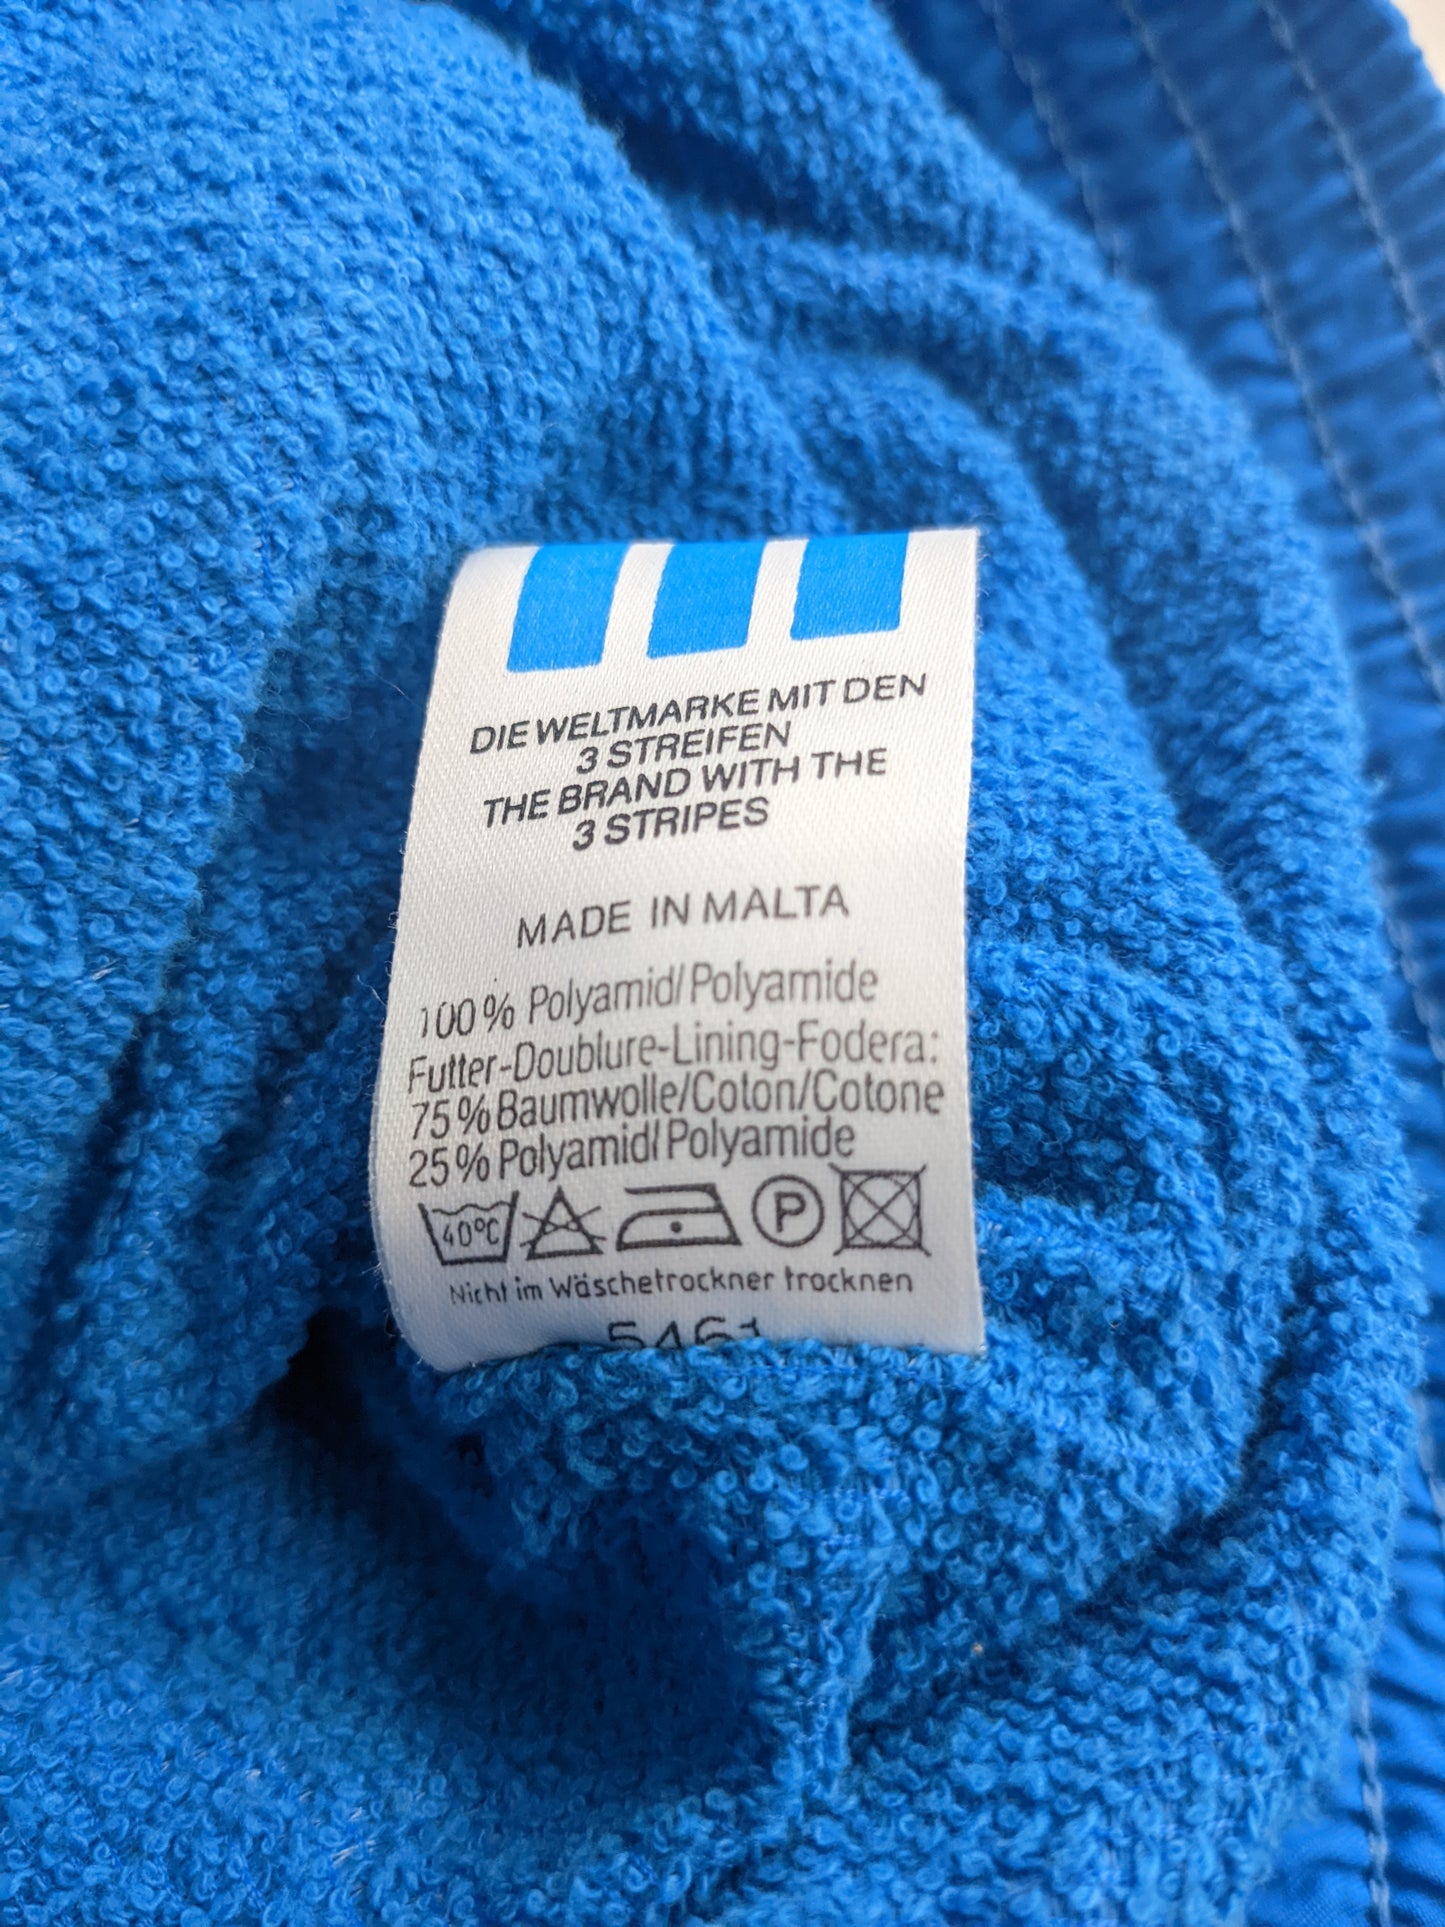 DIE WELTMARKE MIT DEN
3 STREIFEN
THE BRAND WITH THE
3 STRIPES
MADE IN MALTA
100% Polyamid/Polyamide
Futter-Doublure-Lining-Fodera:
75% Baumwolle/Coton/Cotone
25% Polyamid/Polyamide
40°C P
Nicht im Wäschetrockner trocknen
5461